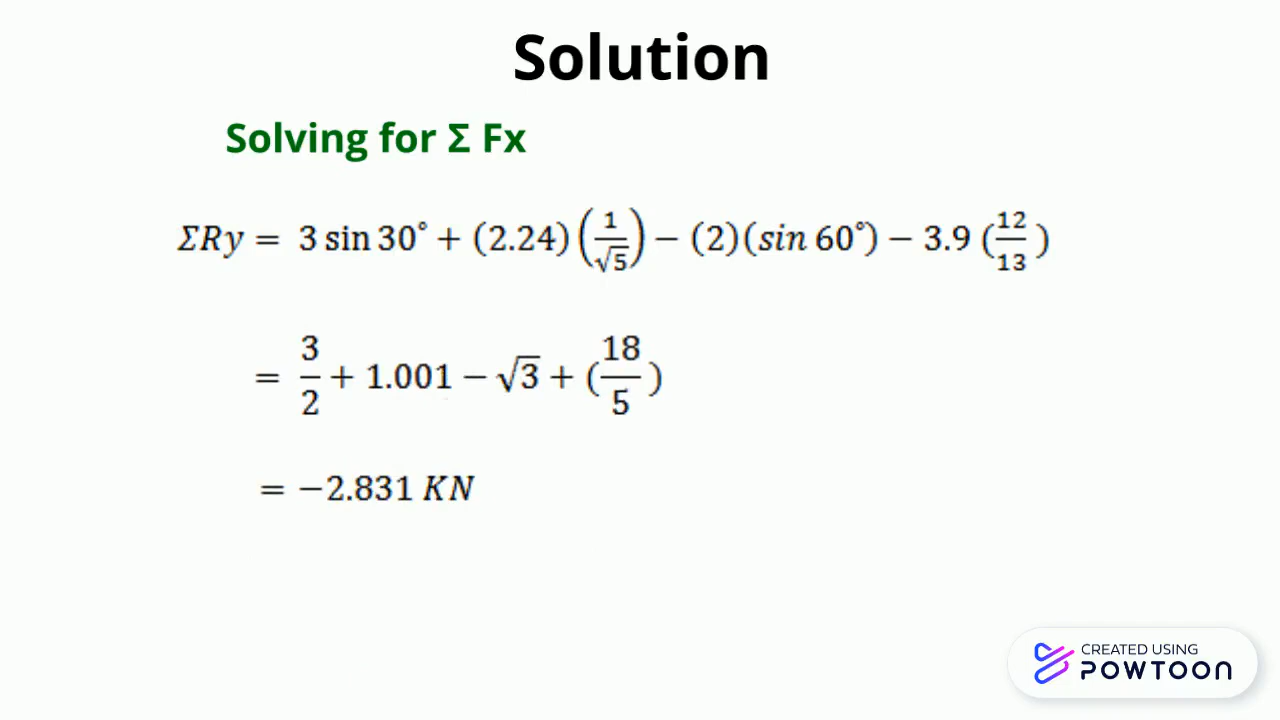 Solution
Solving for Σ Fx
ΣRy = 3 sin 30° + (2.24) (1/√5) − (2)(sin 60°) − 3.9 (12/13)
= 3/2 + 1.001 − √3 + (18/5)
= −2.831 KN
CREATED USING
POWTOON